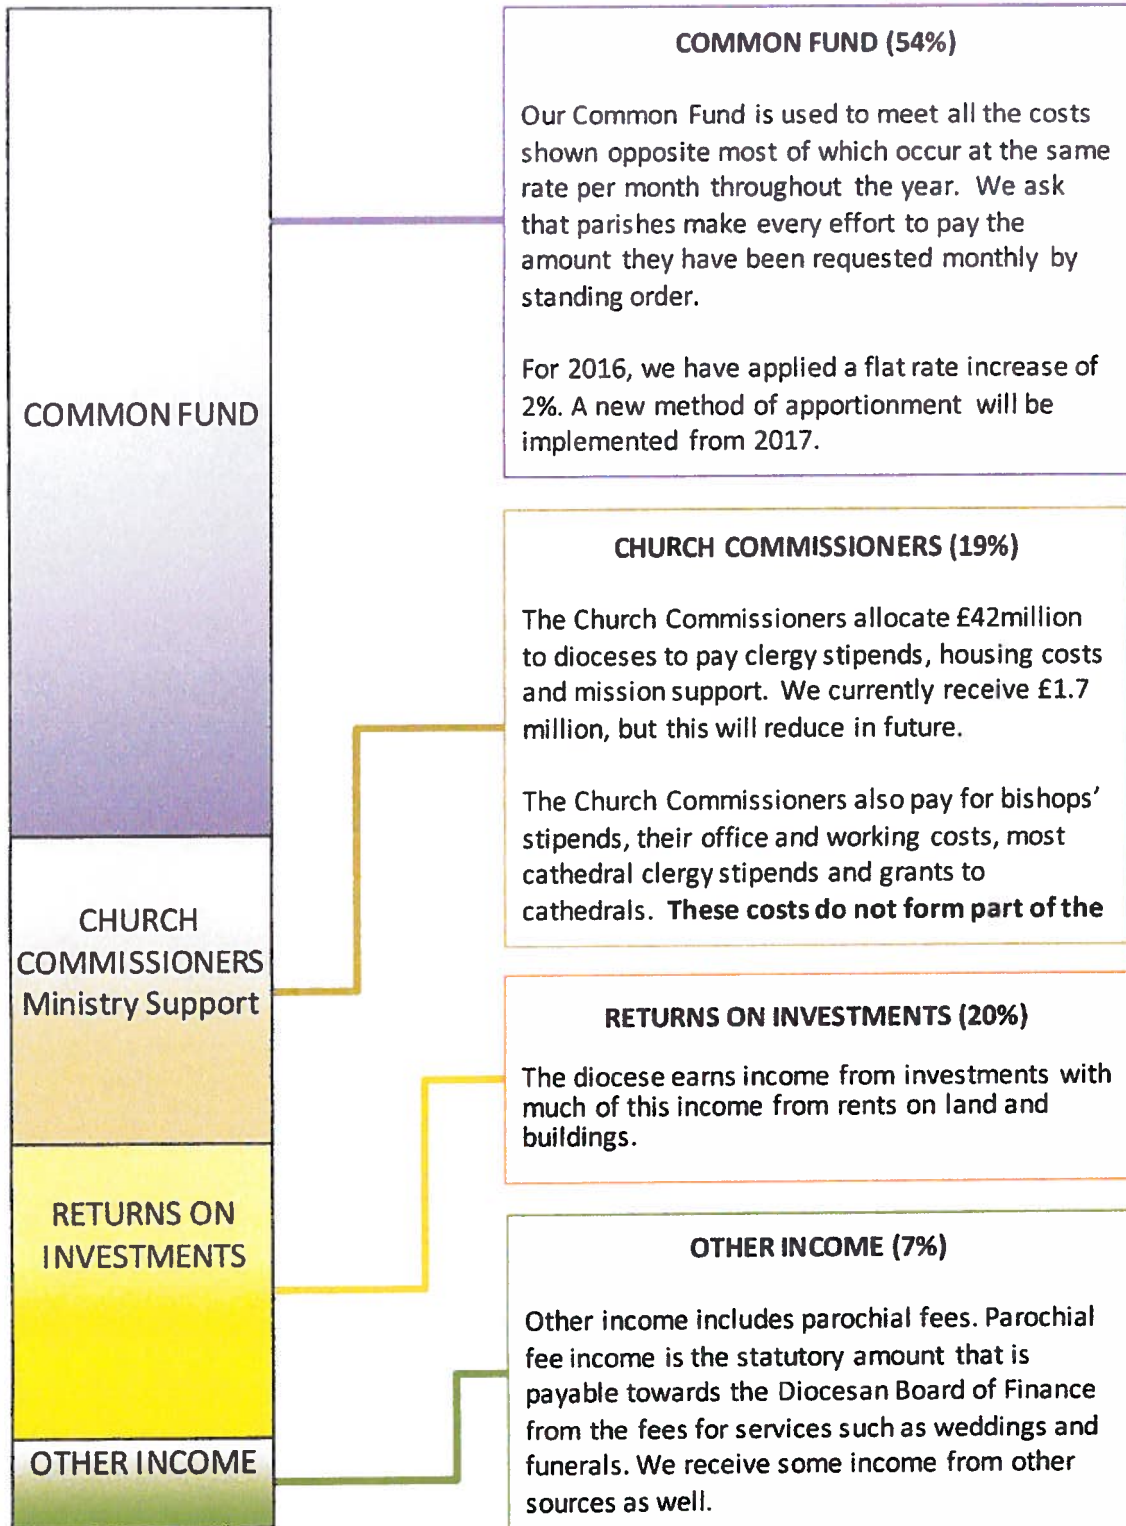 COMMON FUND
CHURCH
COMMISSIONERS
Ministry Support
RETURNS ON
INVESTMENTS
OTHER INCOME
COMMON FUND (54%)
Our Common Fund is used to meet all the costs
shown opposite most of which occur at the same
rate per month throughout the year. We ask
that parishes make every effort to pay the
amount they have been requested monthly by
standing order.
For 2016, we have applied a flat rate increase of
2%. A new method of apportionment will be
implemented from 2017.
CHURCH COMMISSIONERS (19%)
The Church Commissioners allocate £42million
to dioceses to pay clergy stipends, housing costs
and mission support. We currently receive £1.7
million, but this will reduce in future.
The Church Commissioners also pay for bishops'
stipends, their office and working costs, most
cathedral clergy stipends and grants to
cathedrals. These costs do not form part of the
RETURNS ON INVESTMENTS (20%)
The diocese earns income from investments with
much of this income from rents on land and
buildings.
OTHER INCOME (7%)
Other income includes parochial fees. Parochial
fee income is the statutory amount that is
payable towards the Diocesan Board of Finance
from the fees for services such as weddings and
funerals. We receive some income from other
sources as well.